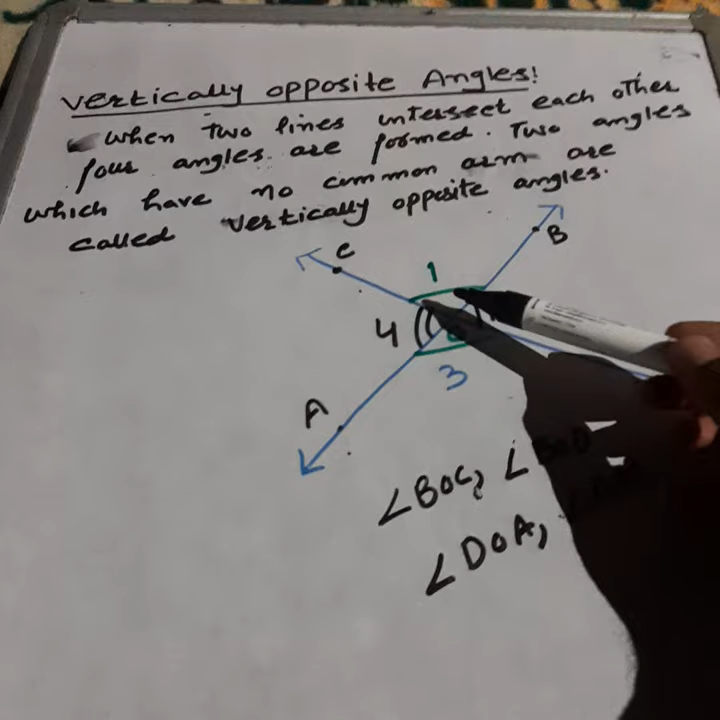 Vertically opposite Angles!
When two lines intersect each other
four angles are formed. Two angles
which have no common arm are
called Vertically opposite angles.
C
B
1
4
3
A
∠BOC, ∠BOD
∠DOA,